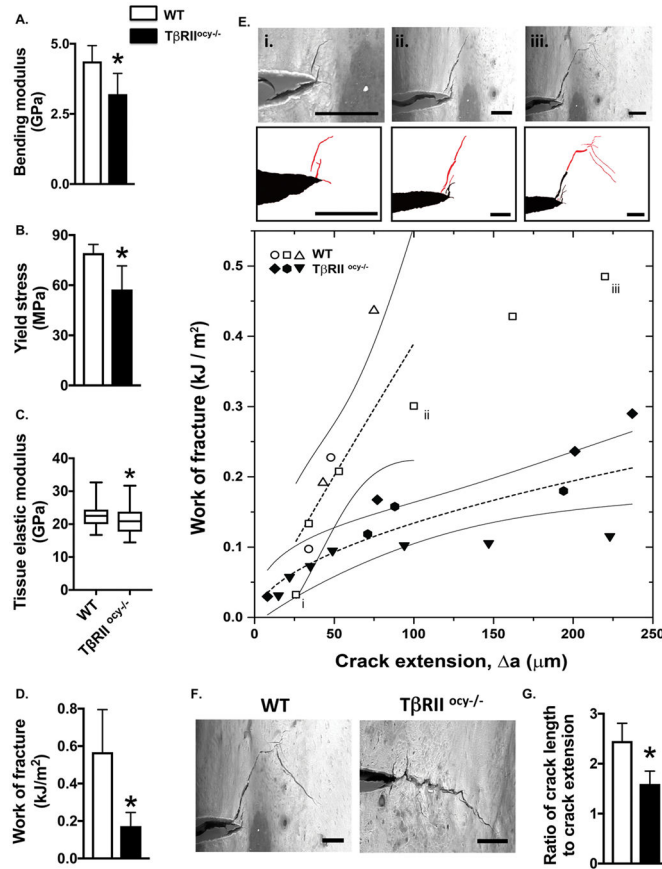 A.
WT
TβRII ocy-/-
Bending modulus
(GPa)
5.0
2.5
0.0
*
B.
Yield stress
(MPa)
90
60
30
0
*
C.
Tissue elastic modulus
(GPa)
40
30
20
10
0
*
WT
TβRII ocy-/-
D.
Work of fracture
(kJ/m²)
0.8
0.6
0.4
0.2
0.0
*
E.
i.
ii.
iii.
WT
TβRII ocy-/-
Work of fracture (kJ / m²)
0.5
0.4
0.3
0.2
0.1
0.0
i
ii
iii
0
50
100
150
200
250
Crack extension, Δa (μm)
F.
WT
TβRII ocy-/-
G.
Ratio of crack length
to crack extension
3
2
1
0
*